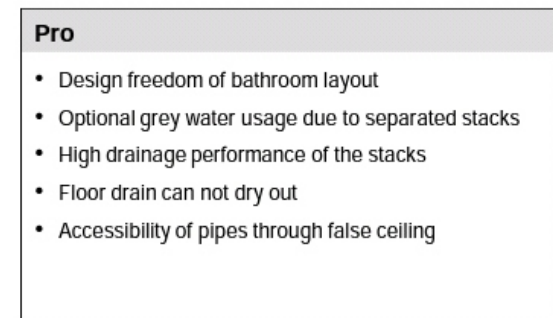 Pro
• Design freedom of bathroom layout
• Optional grey water usage due to separated stacks
• High drainage performance of the stacks
• Floor drain can not dry out
• Accessibility of pipes through false ceiling